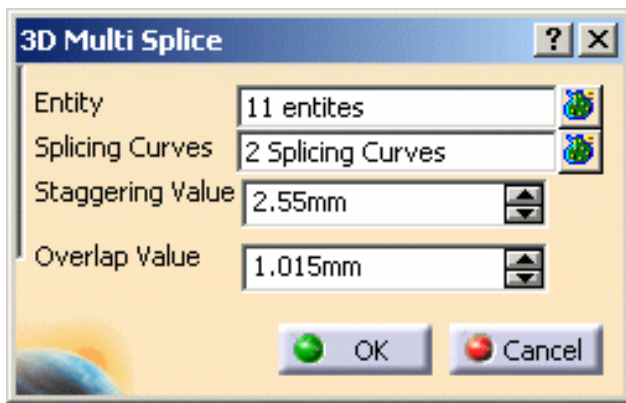 3D Multi Splice ? X
Entity 11 entites
Splicing Curves 2 Splicing Curves
Staggering Value 2.55mm
Overlap Value 1.015mm
OK Cancel